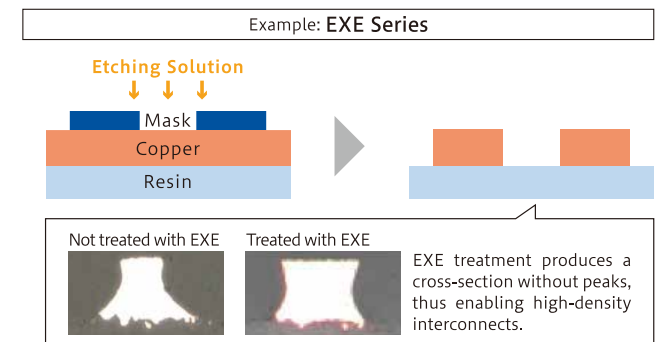 Example: EXE Series
Etching Solution
Mask
Copper
Resin
Not treated with EXE
Treated with EXE
EXE treatment produces a
cross-section without peaks,
thus enabling high-density
interconnects.